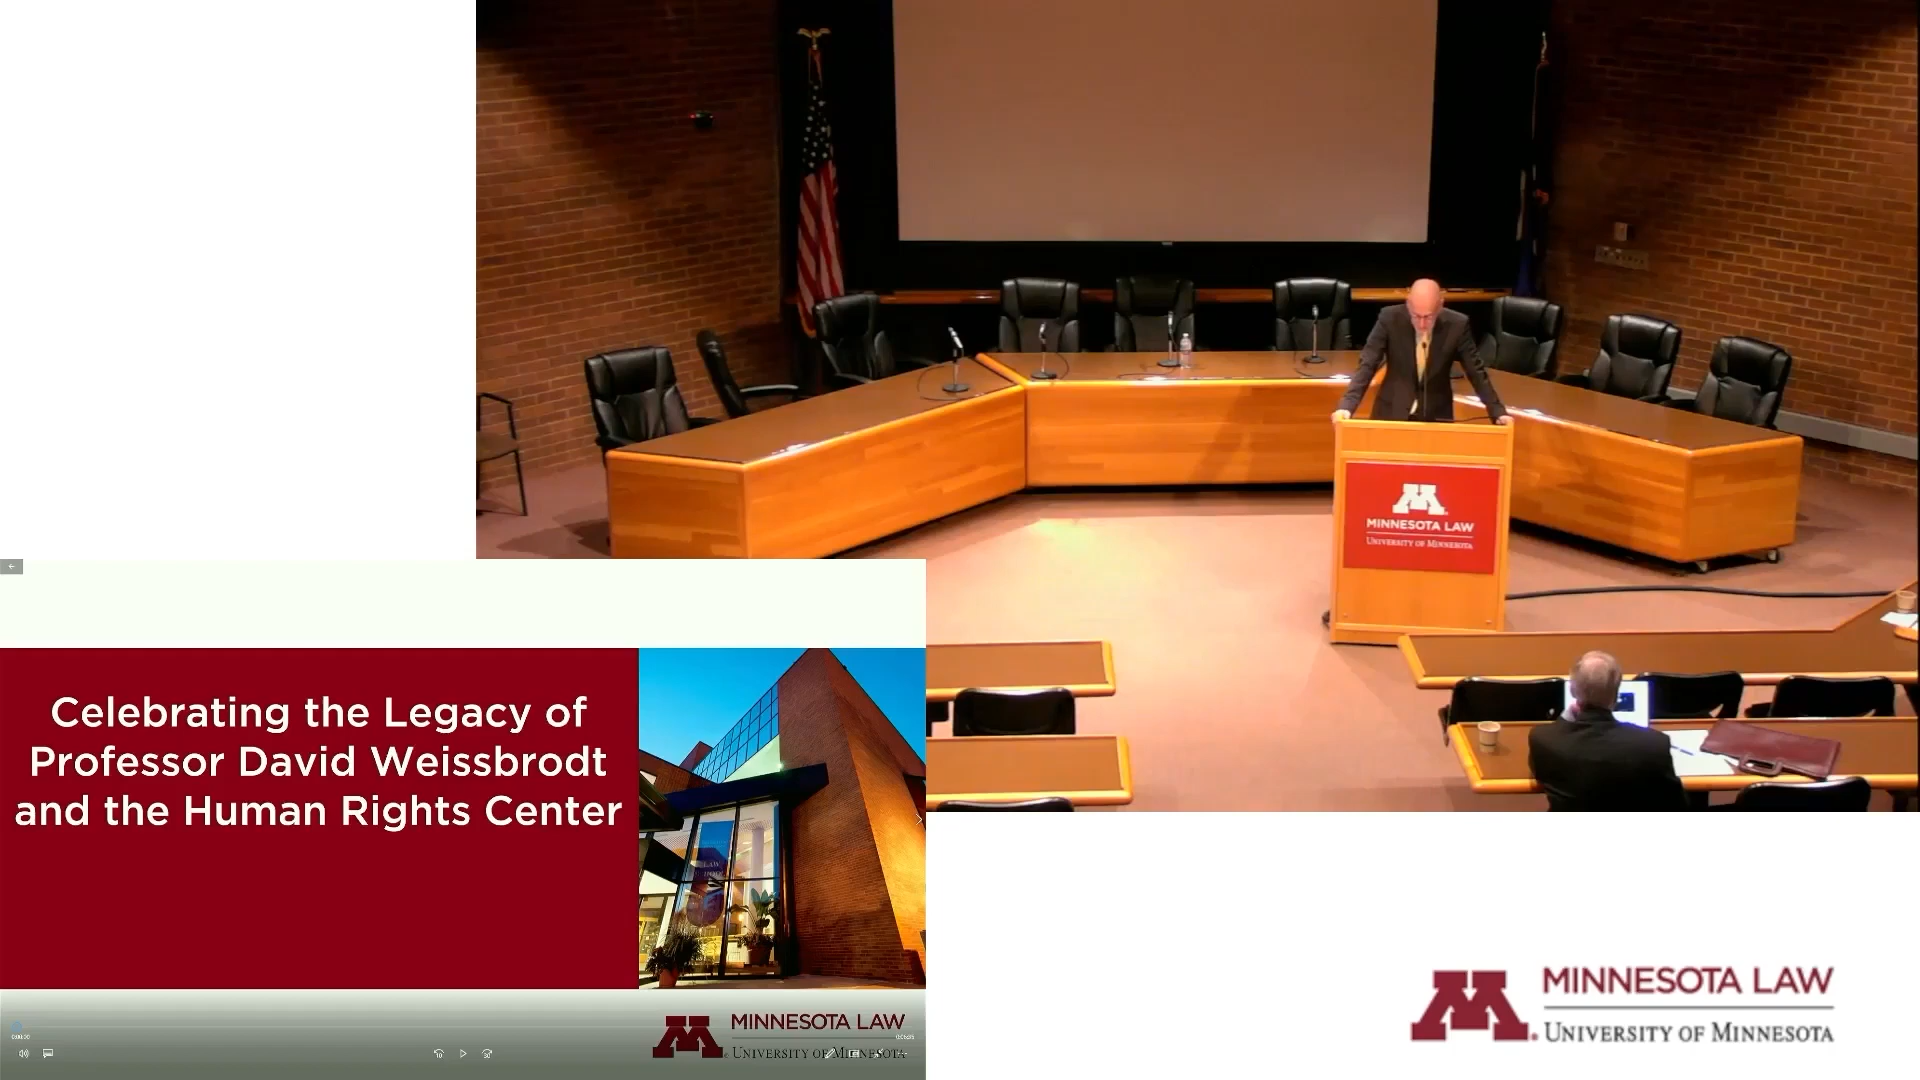 MINNESOTA LAW
UNIVERSITY OF MINNESOTA
Celebrating the Legacy of
Professor David Weissbrodt
and the Human Rights Center
LAW
MINNESOTA LAW
UNIVERSITY OF MINNESOTA
MINNESOTA LAW
UNIVERSITY OF MINNESOTA